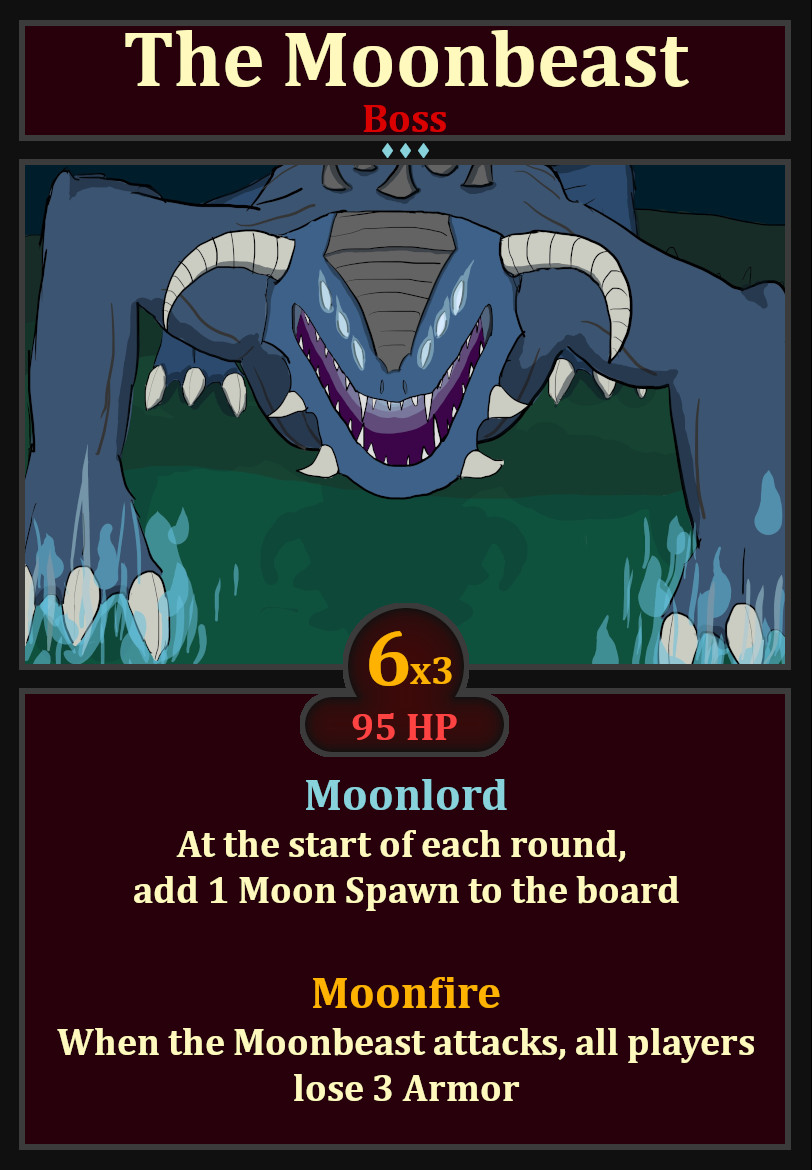 The Moonbeast
Boss
6x3
95 HP
Moonlord
At the start of each round,
add 1 Moon Spawn to the board
Moonfire
When the Moonbeast attacks, all players
lose 3 Armor